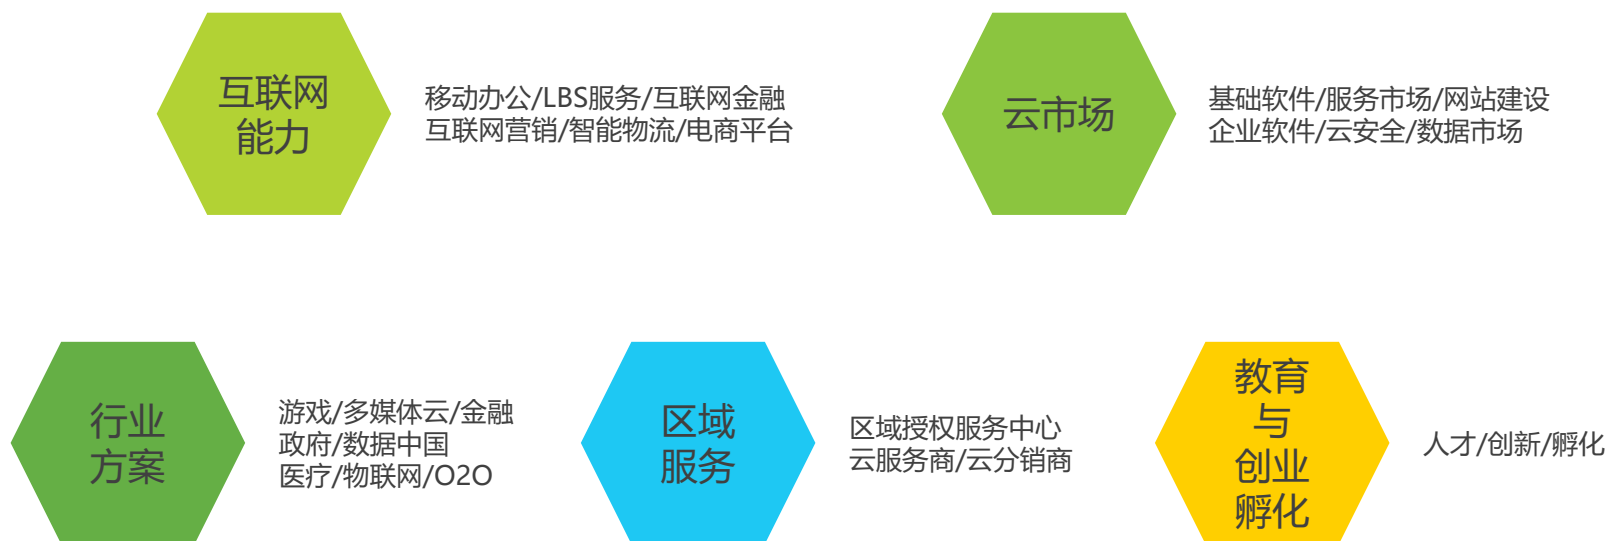 互联网
能力
移动办公/LBS服务/互联网金融
互联网营销/智能物流/电商平台
云市场
基础软件/服务市场/网站建设
企业软件/云安全/数据市场
行业
方案
游戏/多媒体云/金融
政府/数据中国
医疗/物联网/O2O
区域
服务
区域授权服务中心
云服务商/云分销商
教育
与
创业
孵化
人才/创新/孵化